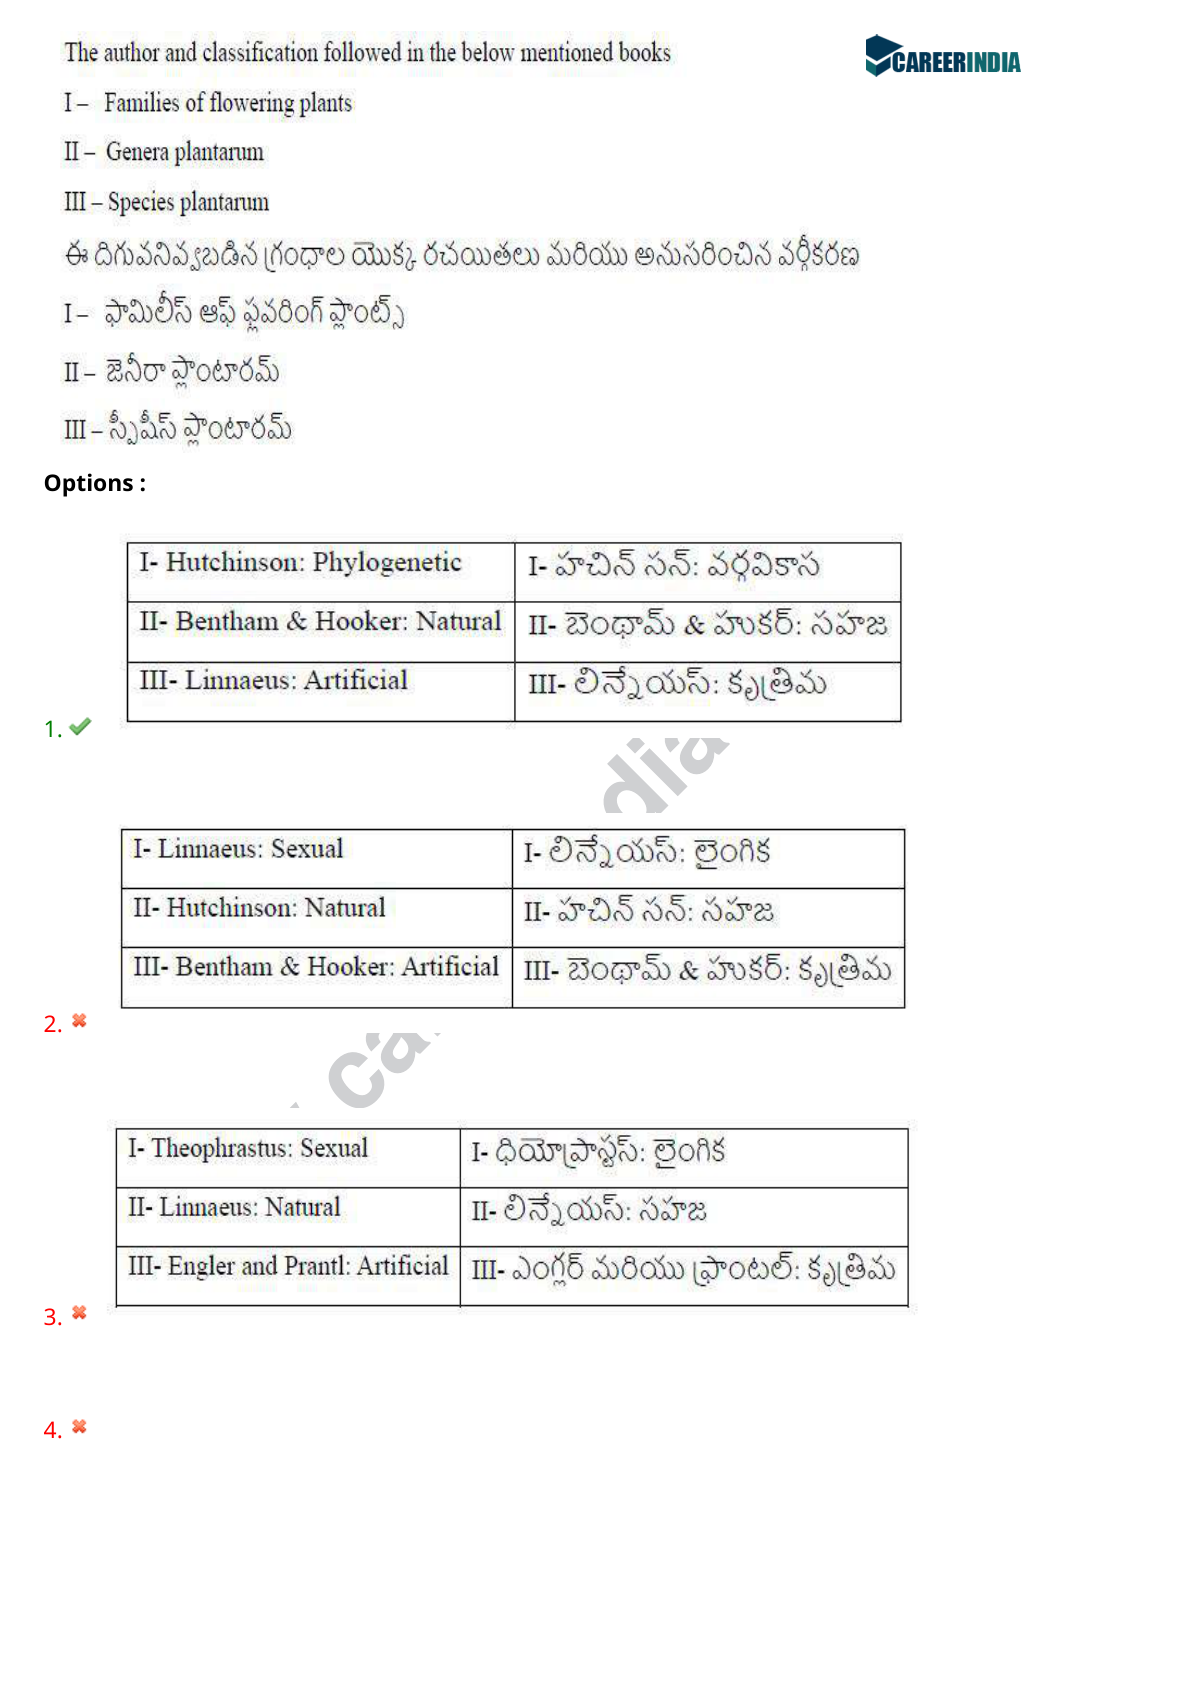 The author and classification followed in the below mentioned books
CAREERINDIA
I – Families of flowering plants
II – Genera plantarum
III – Species plantarum
ఈ దిగువనివ్వబడిన గ్రంధాల యొక్క రచయితలు మరియు అనుసరించిన వర్గీకరణ
I – ఫామిలీస్ ఆఫ్ ఫ్లవరింగ్ ప్లాంట్స్
II – జెనీరా ప్లాంటారమ్
III – స్పీషీస్ ప్లాంటారమ్
Options :
I- Hutchinson: Phylogenetic I- హచిన్ సన్: వర్గవికాస
II- Bentham & Hooker: Natural II- బెంథామ్ & హుకర్: సహజ
III- Linnaeus: Artificial III- లిన్నేయస్: కృత్రిమ
1.
dia
I- Linnaeus: Sexual I- లిన్నేయస్: లైంగిక
II- Hutchinson: Natural II- హచిన్ సన్: సహజ
III- Bentham & Hooker: Artificial III- బెంథామ్ & హుకర్: కృత్రిమ
2.
ca
I- Theophrastus: Sexual I- థియోఫ్రాస్టస్: లైంగిక
II- Linnaeus: Natural II- లిన్నేయస్: సహజ
III- Engler and Prantl: Artificial III- ఎంగ్లర్ మరియు ఫ్రాంటల్: కృత్రిమ
3.
4.